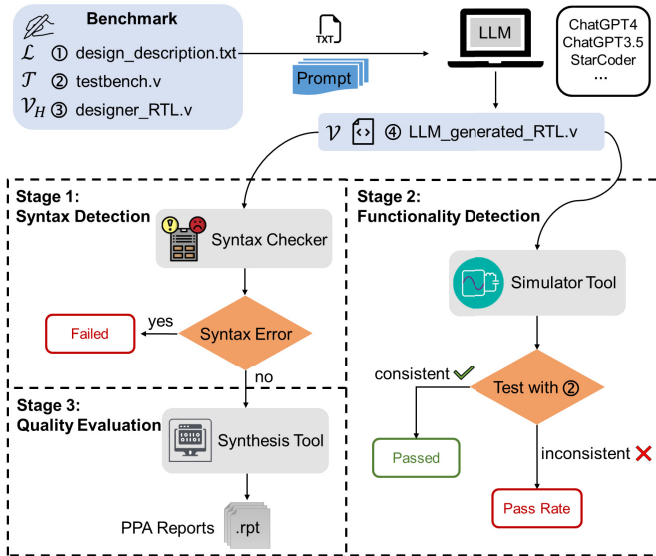 Benchmark
ℒ ① design_description.txt
𝒯 ② testbench.v
𝒱_H ③ designer_RTL.v
TXT
Prompt
LLM
ChatGPT4
ChatGPT3.5
StarCoder
...
𝒱 <> ④ LLM_generated_RTL.v
Stage 1:
Syntax Detection
Syntax Checker
Syntax Error
yes
Failed
no
Stage 2:
Functionality Detection
Simulator Tool
Test with ②
consistent
Passed
inconsistent
Pass Rate
Stage 3:
Quality Evaluation
Synthesis Tool
PPA Reports
.rpt